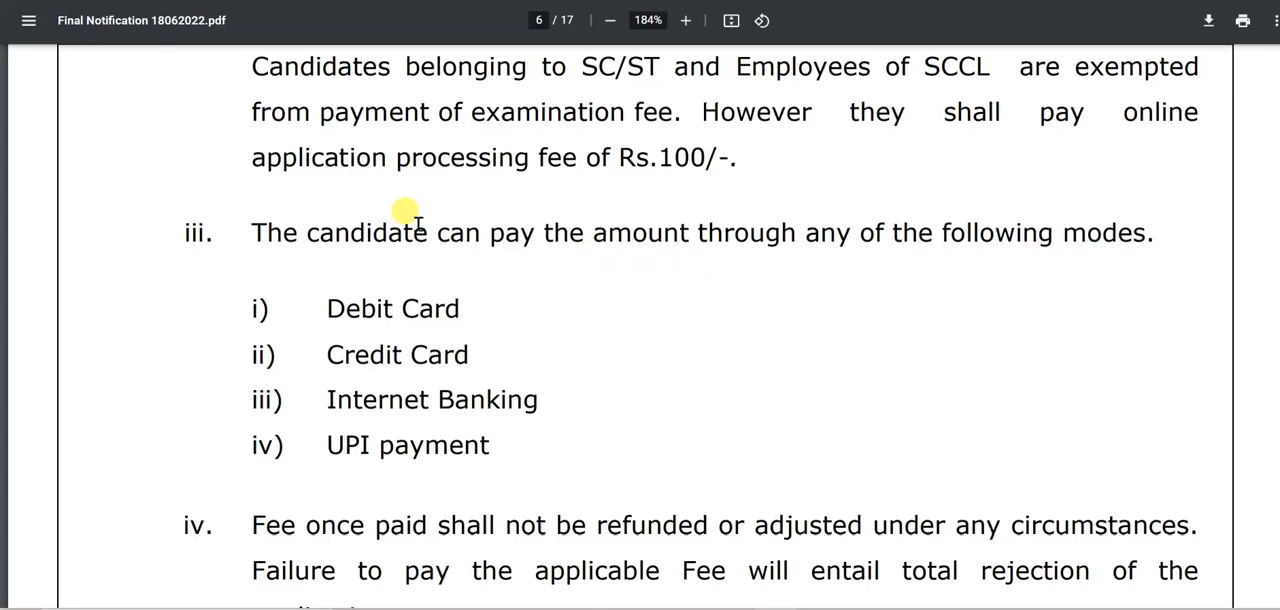 Final Notification 18062022.pdf 6 / 17 184%
Candidates belonging to SC/ST and Employees of SCCL are exempted
from payment of examination fee. However they shall pay online
application processing fee of Rs.100/-.
iii. The candidate can pay the amount through any of the following modes.
i) Debit Card
ii) Credit Card
iii) Internet Banking
iv) UPI payment
iv. Fee once paid shall not be refunded or adjusted under any circumstances.
Failure to pay the applicable Fee will entail total rejection of the